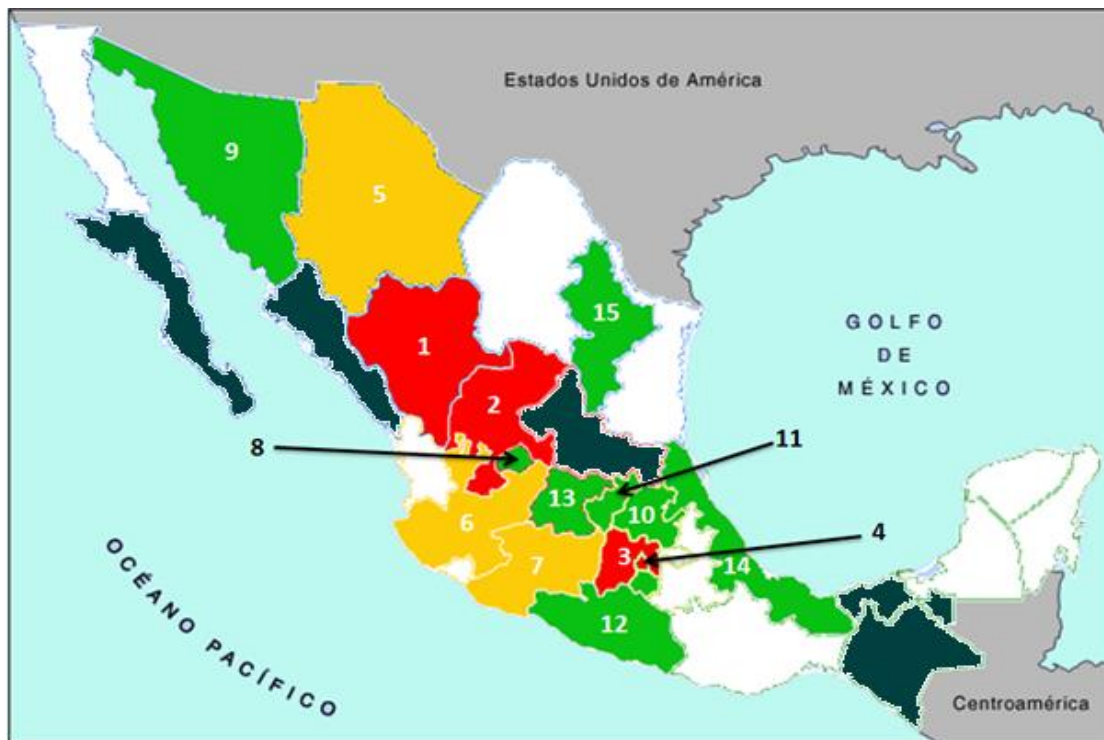 Estados Unidos de América
9
5
15
1
2
GOLFO
DE
MÉXICO
8
11
13
10
6
4
3
7
14
12
OCÉANO PACÍFICO
Centroamérica